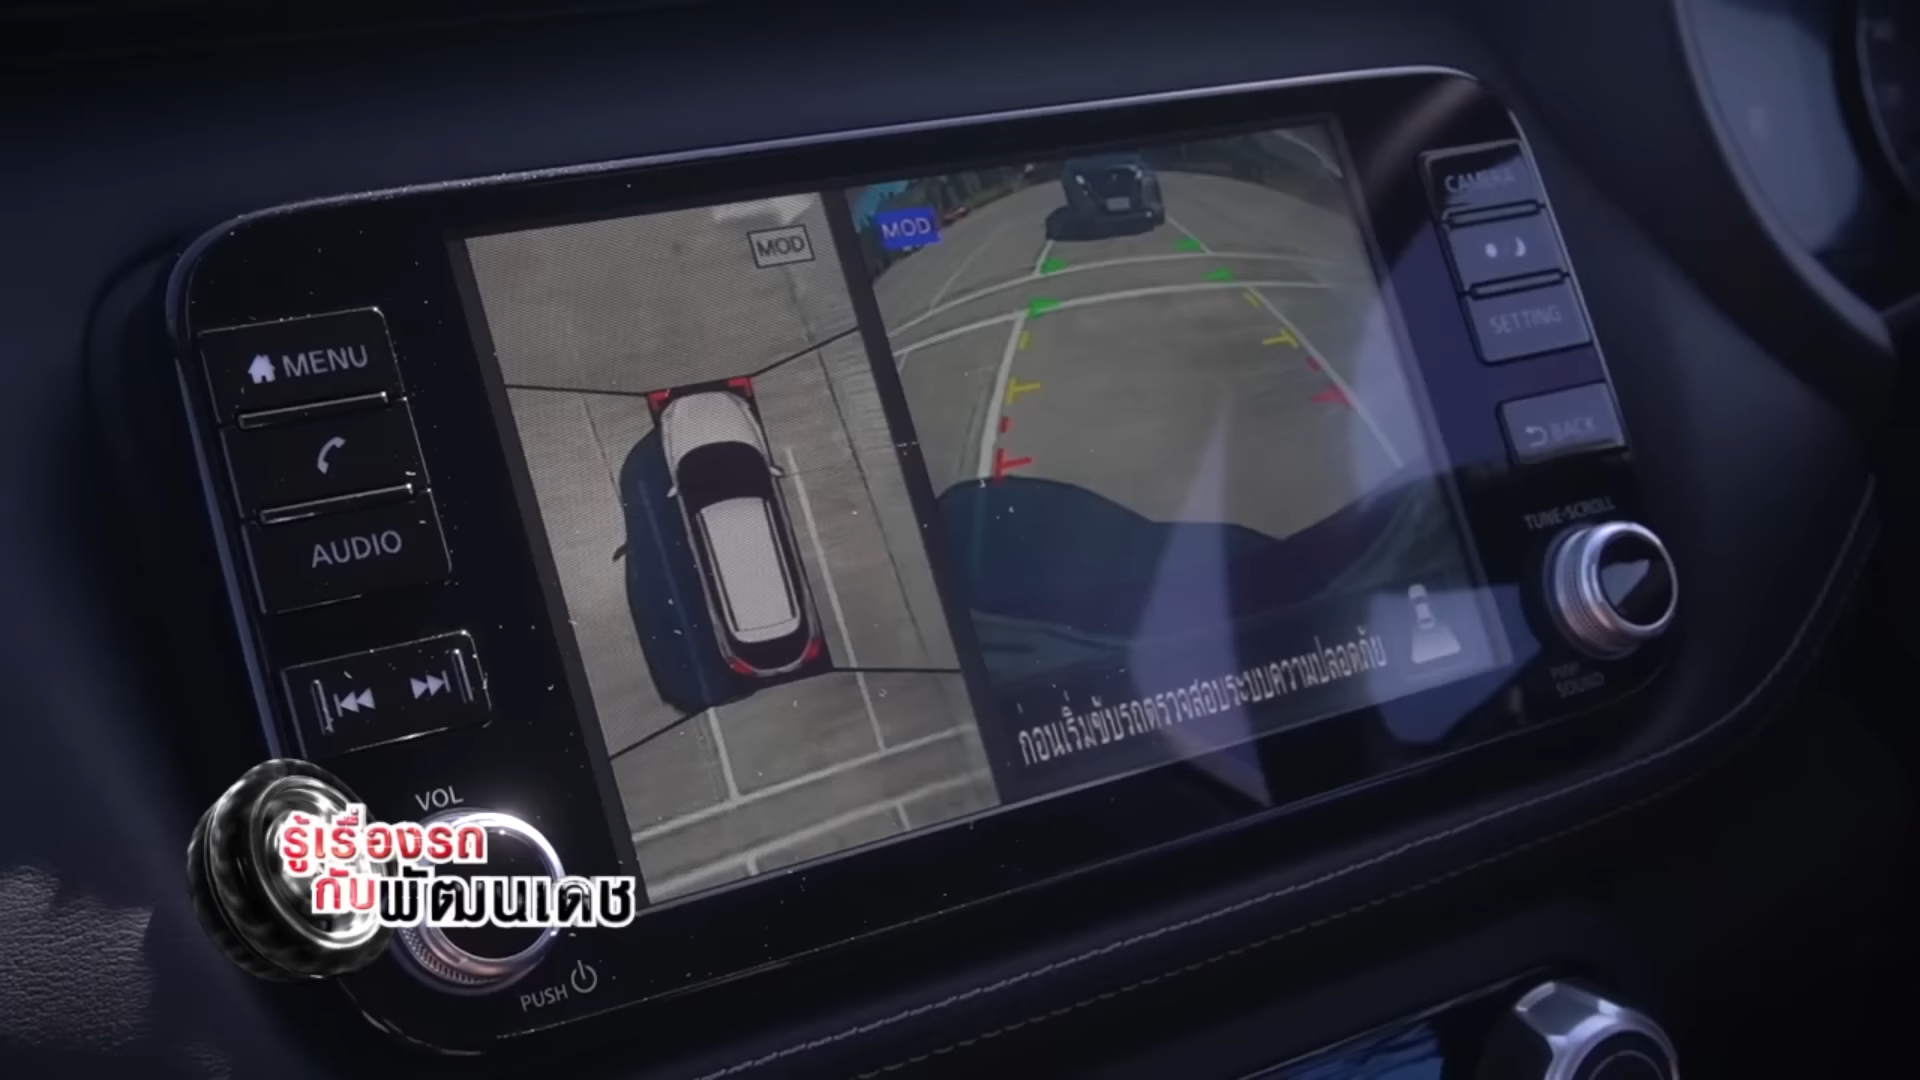 MOD
MOD
CAMERA
SETTING
BACK
TUNE·SCROLL
PUSH
SOUND
MENU
AUDIO
VOL
PUSH
ก่อนเริ่มขับรถตรวจสอบระบบความปลอดภัย
รู้เรื่องรถ
กับพัฒนเดช